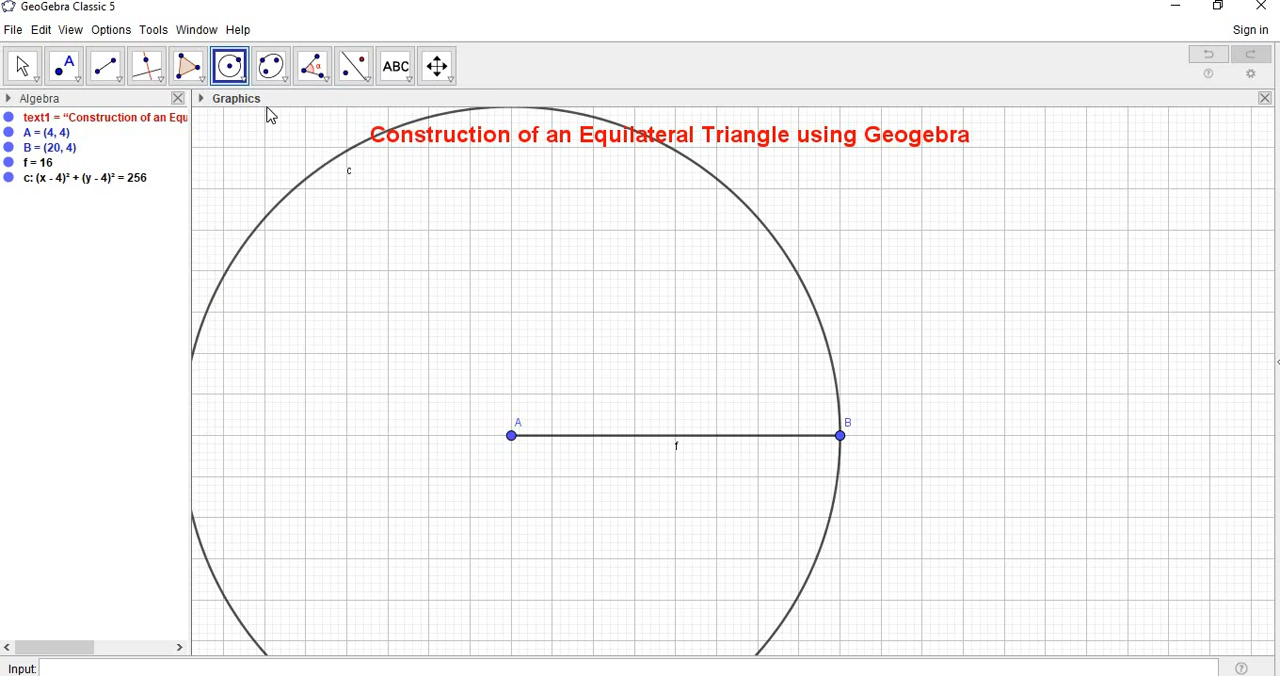 GeoGebra Classic 5
File Edit View Options Tools Window Help
Sign in
A
α
ABC
Algebra
Graphics
text1 = “Construction of an Equ
A = (4, 4)
B = (20, 4)
f = 16
c: (x - 4)² + (y - 4)² = 256
Construction of an Equilateral Triangle using Geogebra
c
A
B
f
Input: